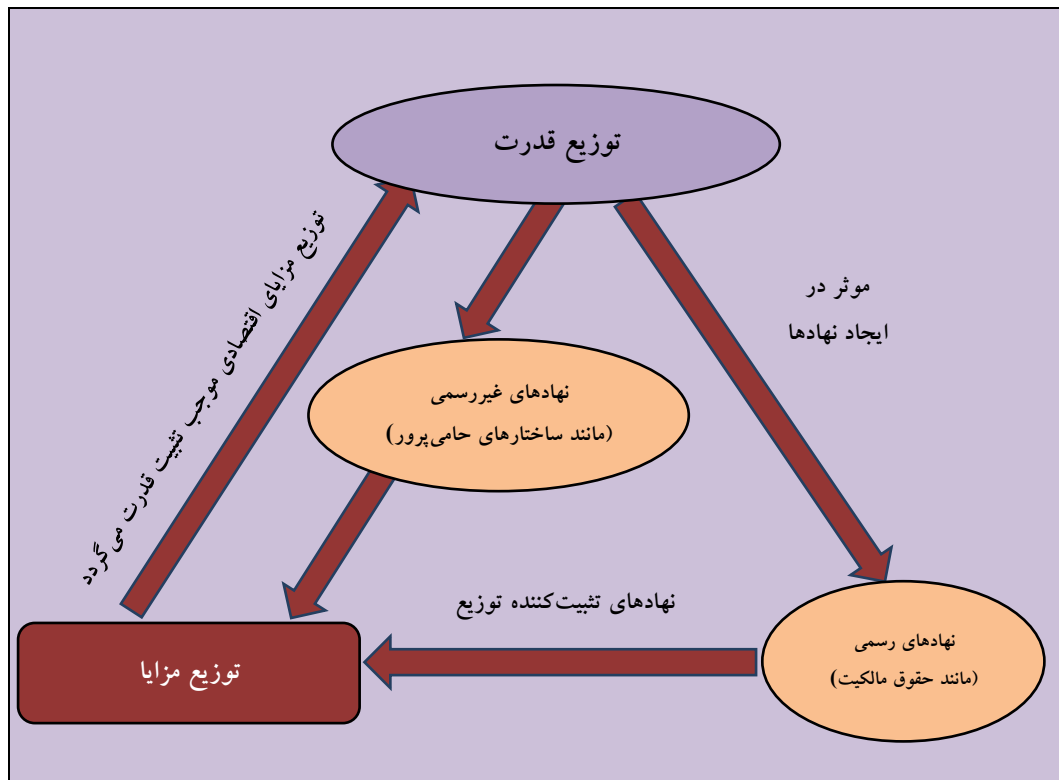 توزیع قدرت
موثر در
ایجاد نهادها
توزیع مزایای اقتصادی موجب تثبیت قدرت می‌گردد
نهادهای غیررسمی
(مانند ساختارهای حامی‌پرور)
نهادهای تثبیت‌کننده توزیع
نهادهای رسمی
(مانند حقوق مالکیت)
توزیع مزایا